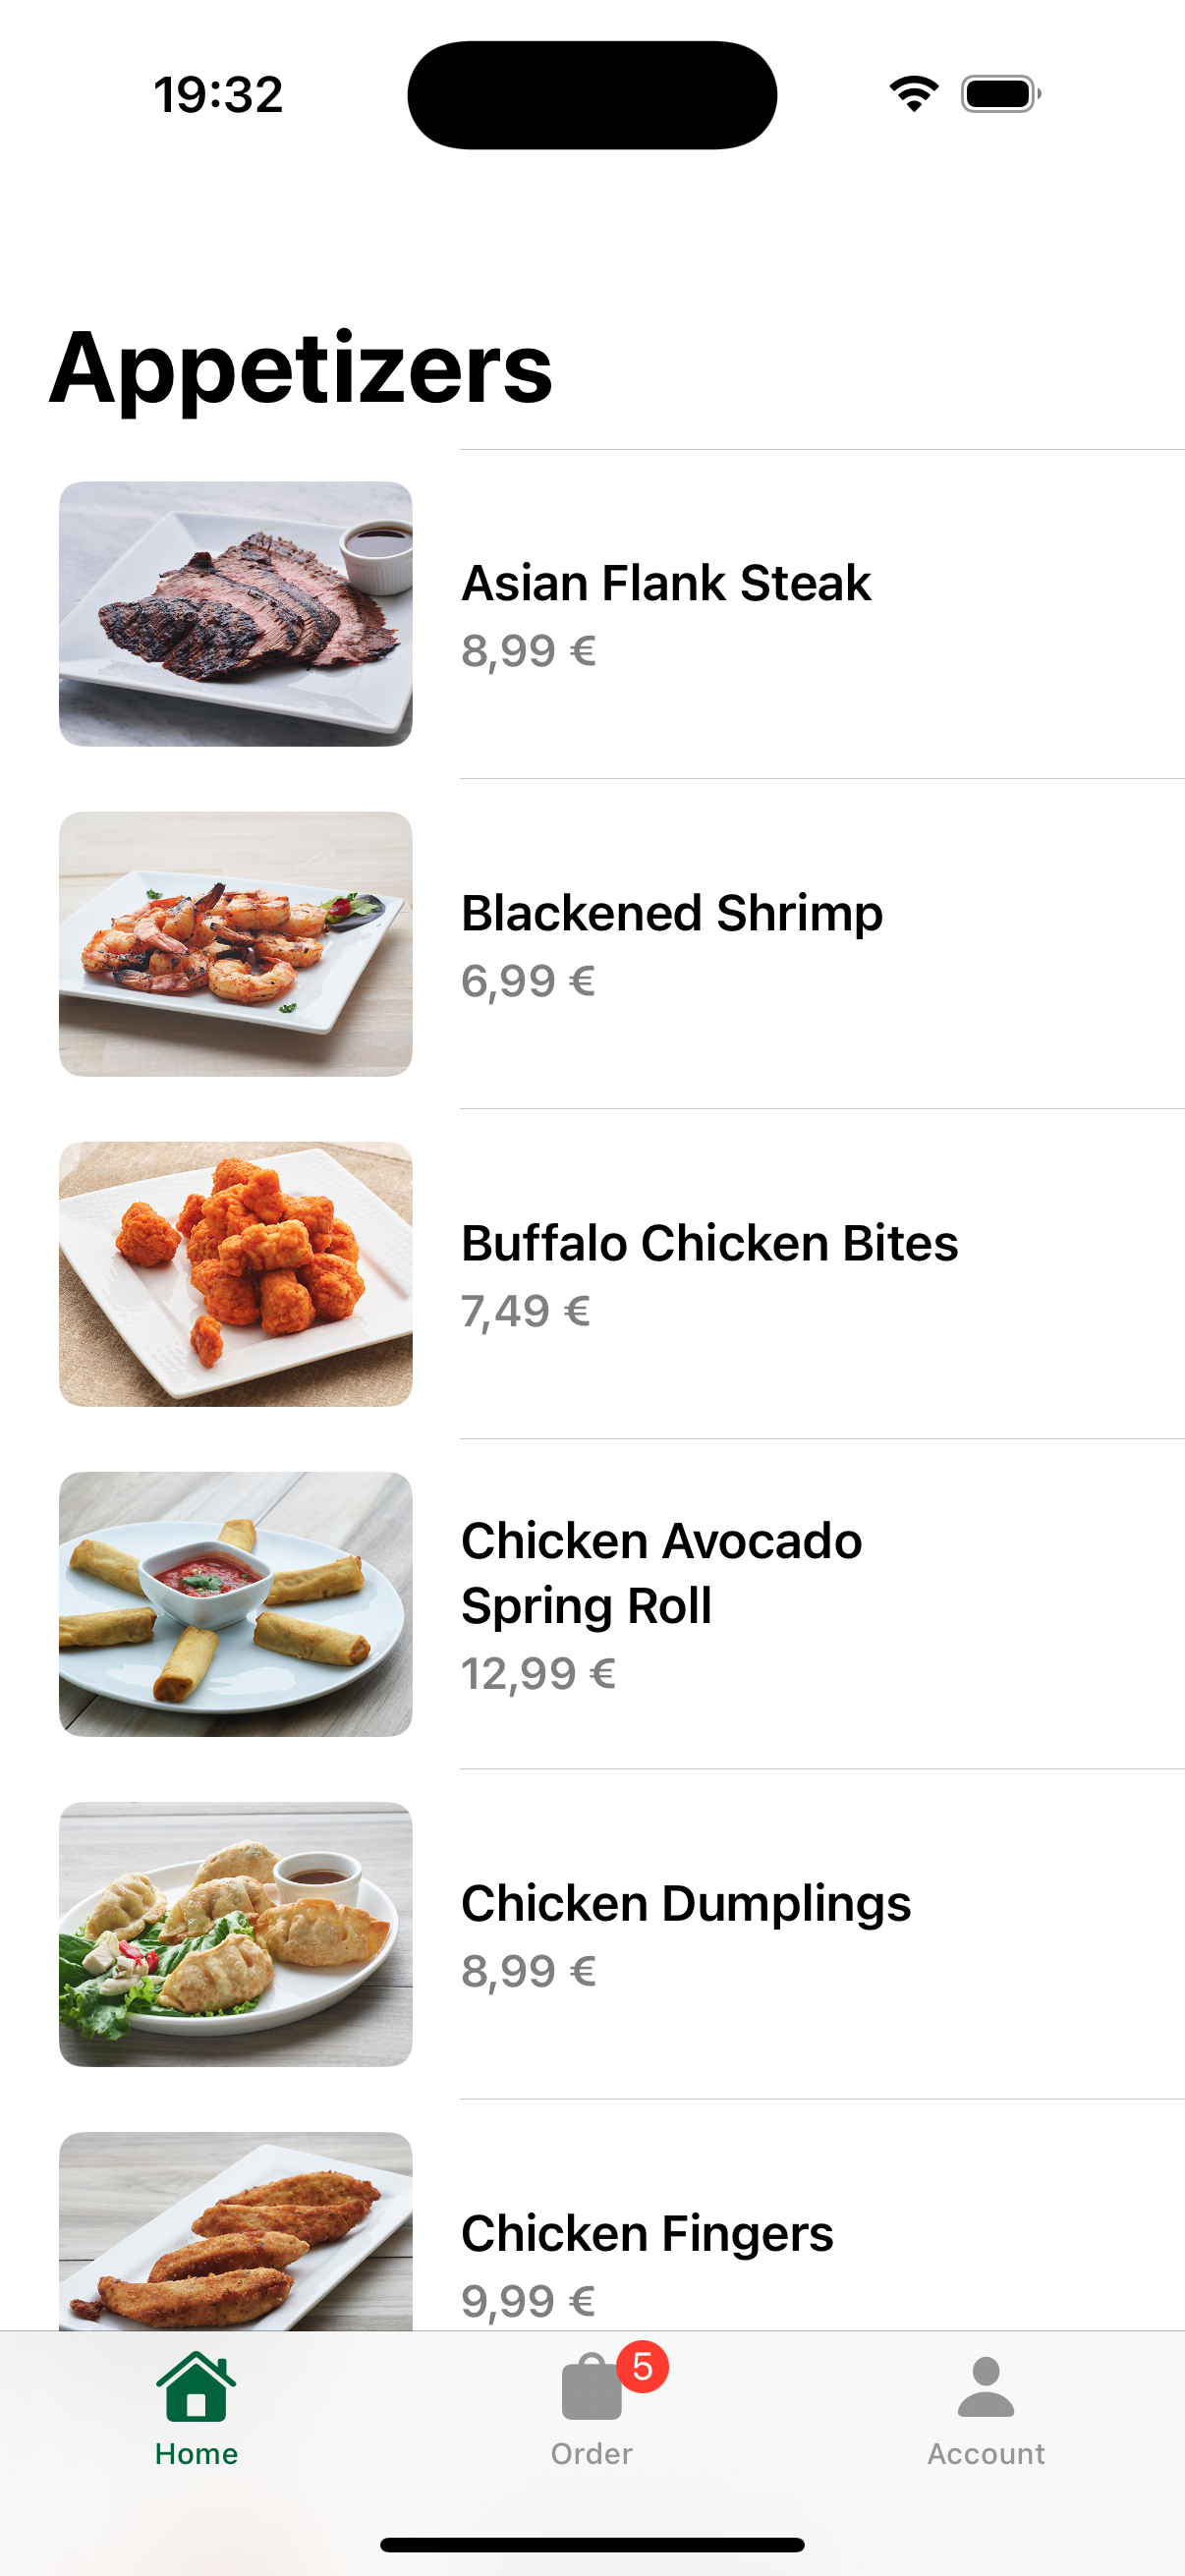 19:32
Appetizers
Asian Flank Steak
8,99 €
Blackened Shrimp
6,99 €
Buffalo Chicken Bites
7,49 €
Chicken Avocado
Spring Roll
12,99 €
Chicken Dumplings
8,99 €
Chicken Fingers
9,99 €
5
Home
Order
Account